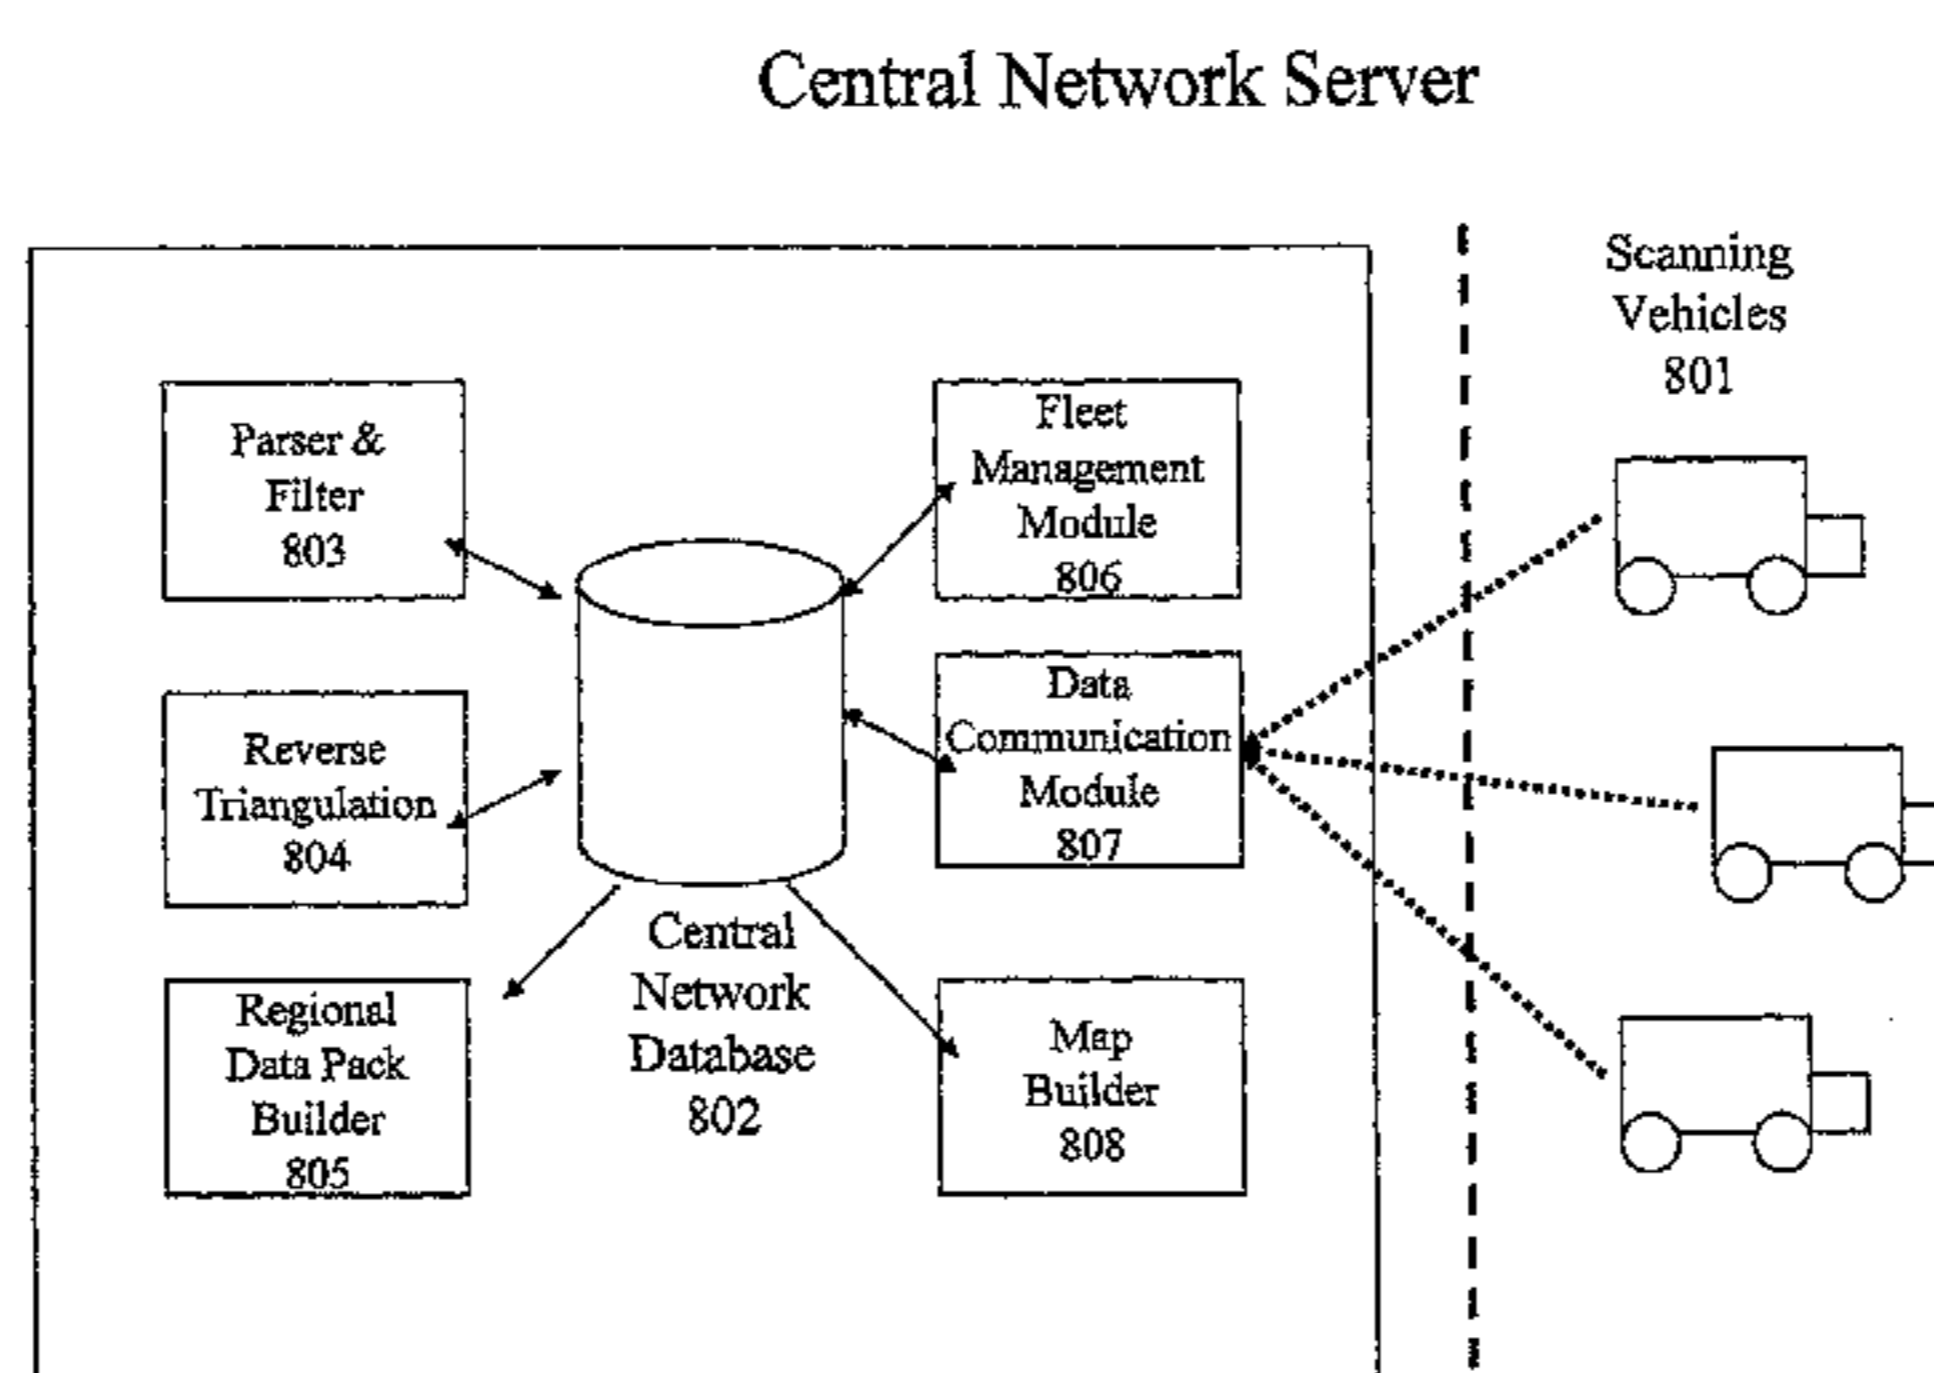 Central Network Server
Scanning
Vehicles
801
Parser &
Filter
803
Fleet
Management
Module
806
Reverse
Triangulation
804
Data
Communication
Module
807
Central
Network
Database
802
Regional
Data Pack
Builder
805
Map
Builder
808